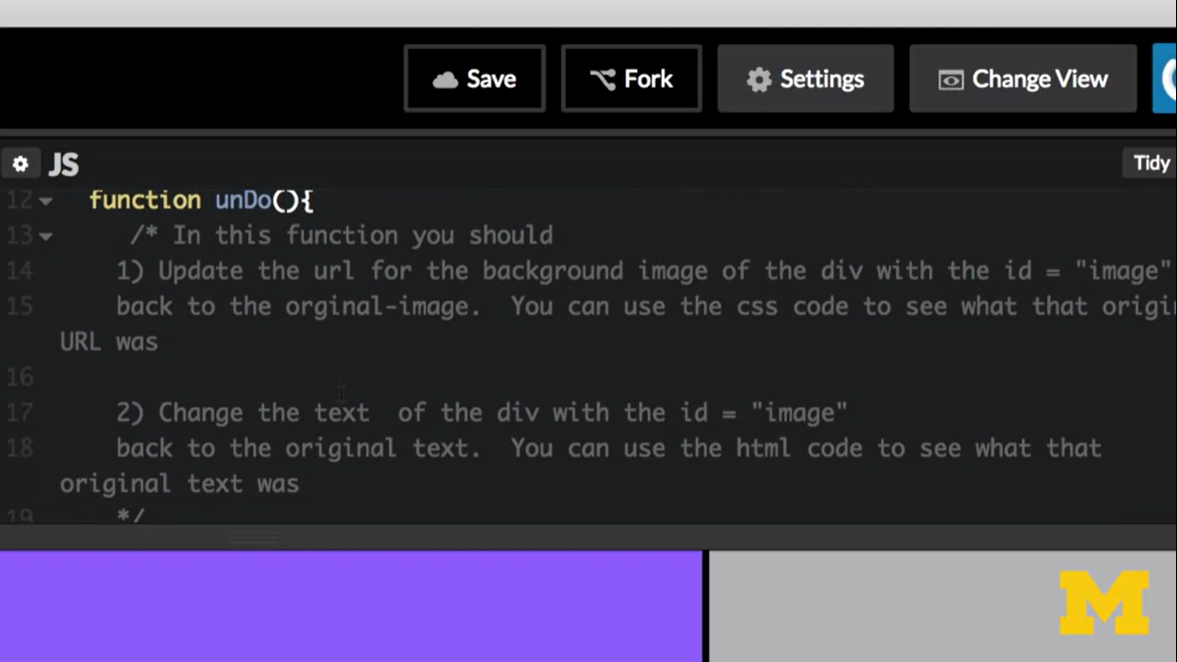 Save Fork Settings Change View
JS Tidy
12 function unDo(){
13 /* In this function you should
14 1) Update the url for the background image of the div with the id = "image"
15 back to the orginal-image. You can use the css code to see what that
URL was
16
17 2) Change the text of the div with the id = "image"
18 back to the original text. You can use the html code to see what that
original text was
19 */
M